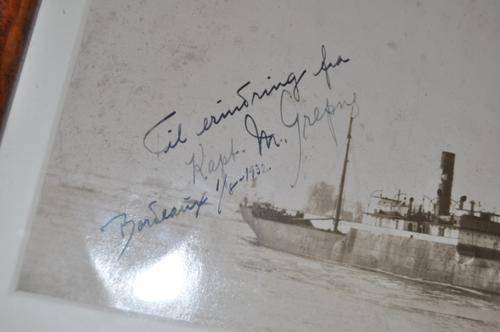 Til erindring fra
Kapt. M.
Bordeaux 1/8-1932.